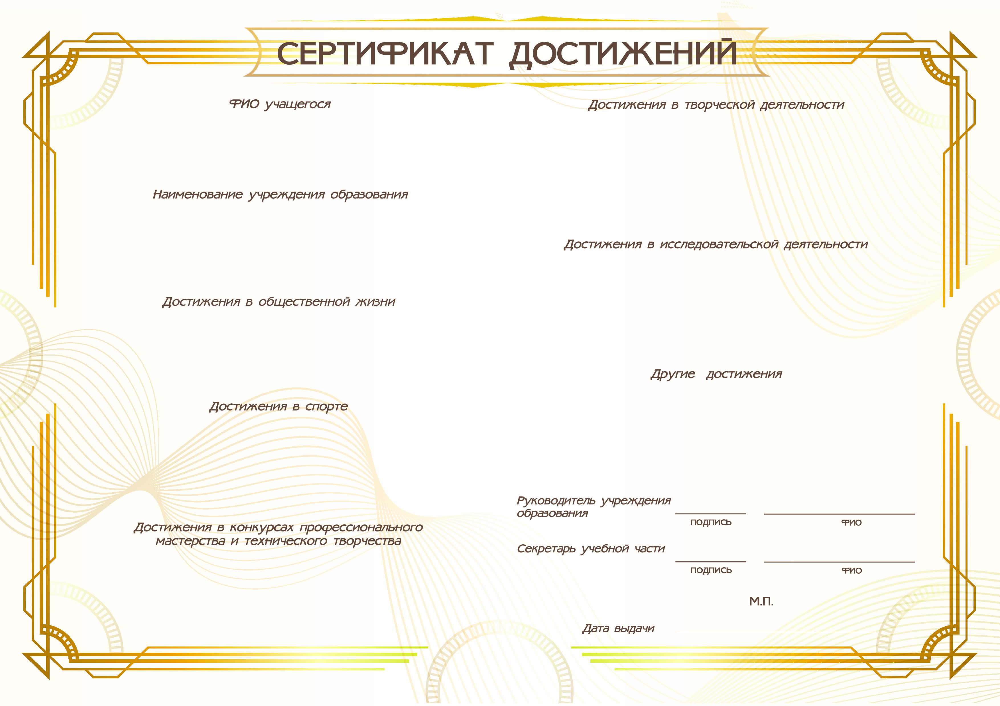 СЕРТИФИКАТ ДОСТИЖЕНИЙ
ФИО учащегося
Наименование учреждения образования
Достижения в общественной жизни
Достижения в спорте
Достижения в конкурсах профессионального
мастерства и технического творчества
Достижения в творческой деятельности
Достижения в исследовательской деятельности
Другие достижения
Руководитель учреждения
образования
подпись ФИО
Секретарь учебной части
подпись ФИО
М.П.
Дата выдачи